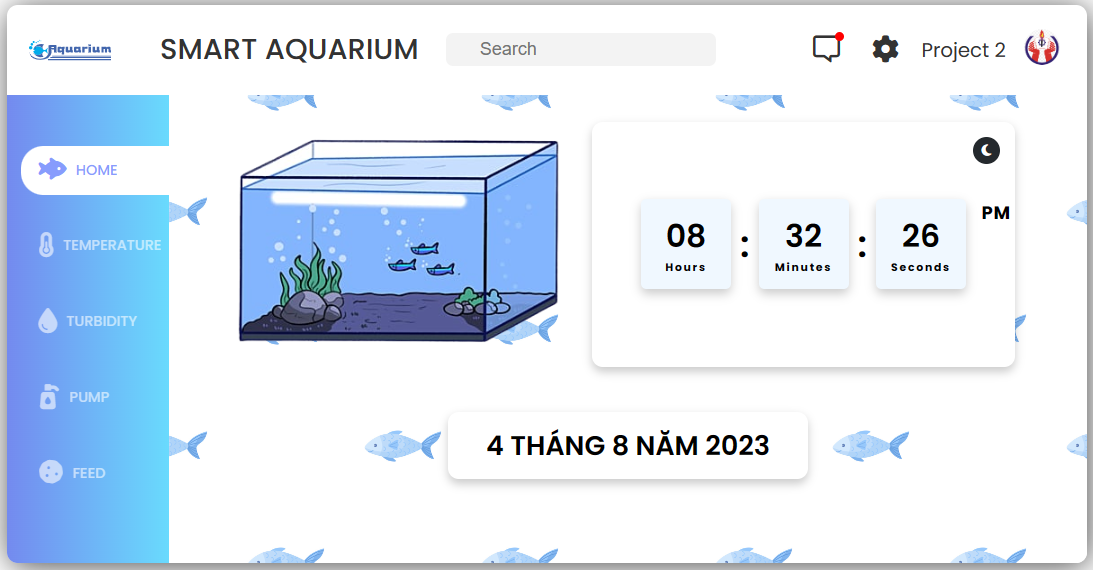 Aquarium
SMART AQUARIUM
Search
Project 2
HOME
TEMPERATURE
TURBIDITY
PUMP
FEED
08 : 32 : 26 PM
Hours Minutes Seconds
4 THÁNG 8 NĂM 2023